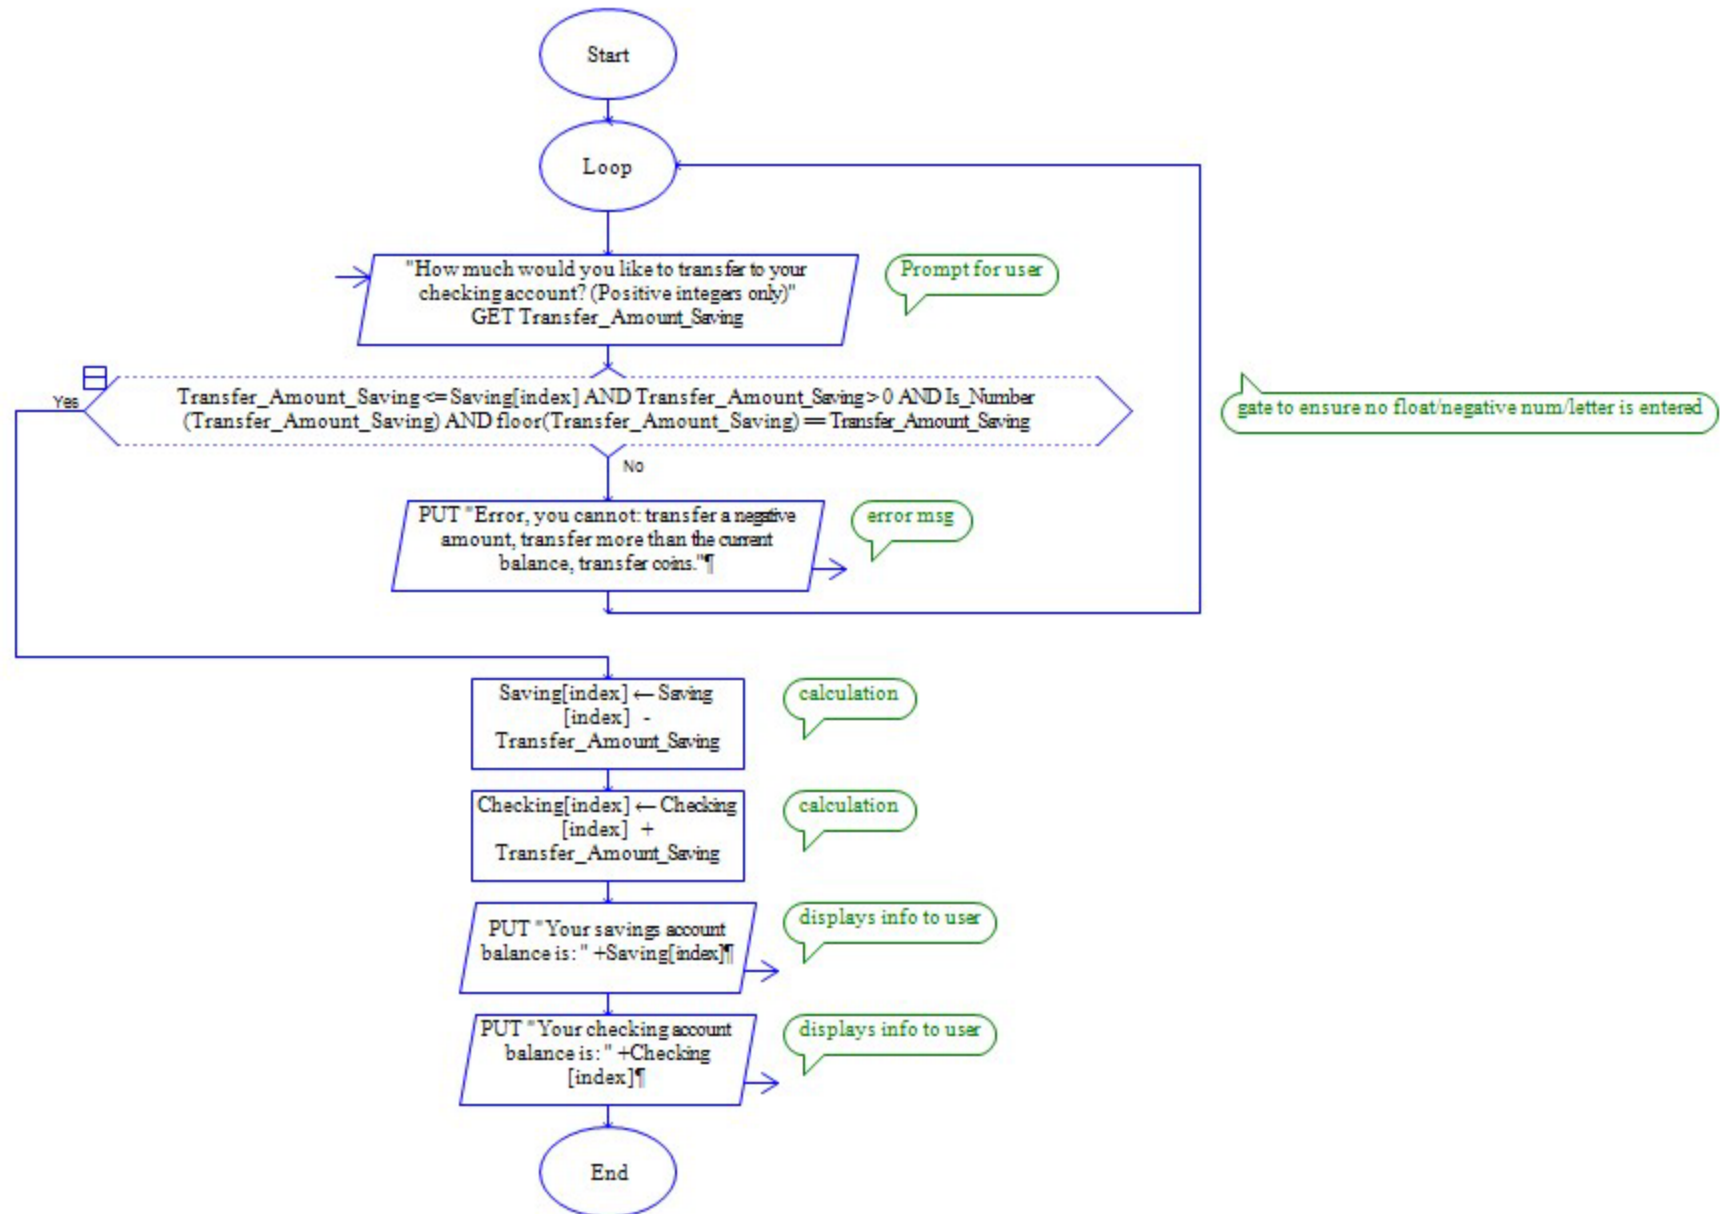 Start
Loop
"How much would you like to transfer to your
checking account? (Positive integers only)"
GET Transfer_Amount_Saving
Prompt for user
Yes
Transfer_Amount_Saving <= Saving[index] AND Transfer_Amount_Saving > 0 AND Is_Number
(Transfer_Amount_Saving) AND floor(Transfer_Amount_Saving) == Transfer_Amount_Saving
gate to ensure no float/negative num/letter is entered
No
PUT "Error, you cannot: transfer a negative
amount, transfer more than the current
balance, transfer coins."¶
error msg
Saving[index] ← Saving
[index] -
Transfer_Amount_Saving
calculation
Checking[index] ← Checking
[index] +
Transfer_Amount_Saving
calculation
PUT "Your savings account
balance is: " +Saving[index]¶
displays info to user
PUT "Your checking account
balance is: " +Checking
[index]¶
displays info to user
End